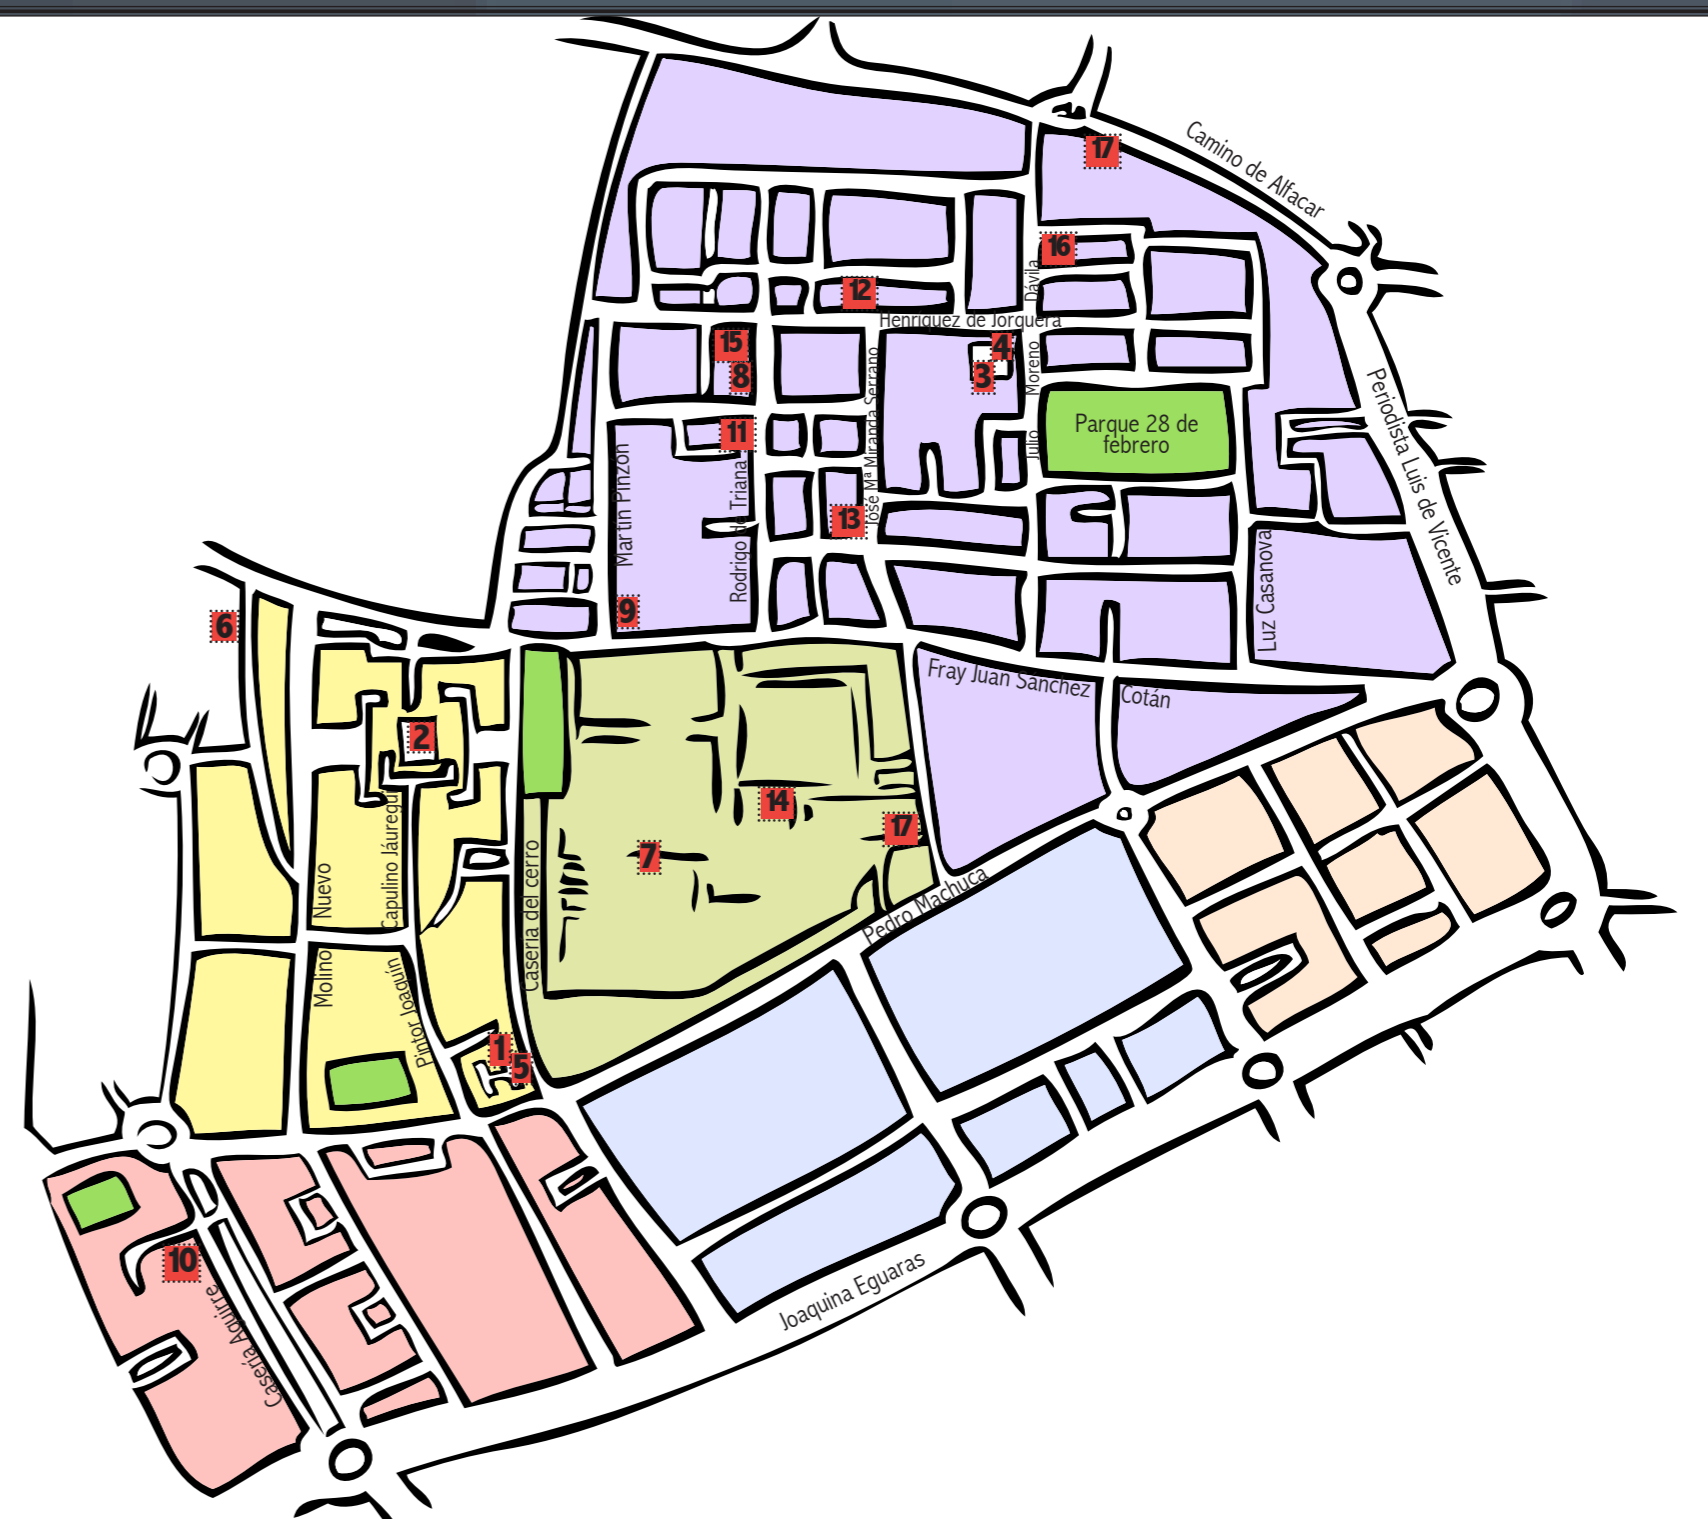 Camino de Alfacar
17
16
Dávila
12
Henríquez de Jorquera
15
4
8
3
Moreno
José Mª Miranda Serrano
Periodista Luis de Vicente
Parque 28 de
febrero
11
Julio
Martín Pinzón
Rodrigo de Triana
13
Luz Casanova
9
6
Fray Juan Sánchez
Cotán
2
14
17
7
Capulino Jáuregui
Nuevo
Casería del cerro
Pedro Machuca
Molino
Pintor Joaquín
1
5
10
Casería Aguirre
Joaquina Eguaras